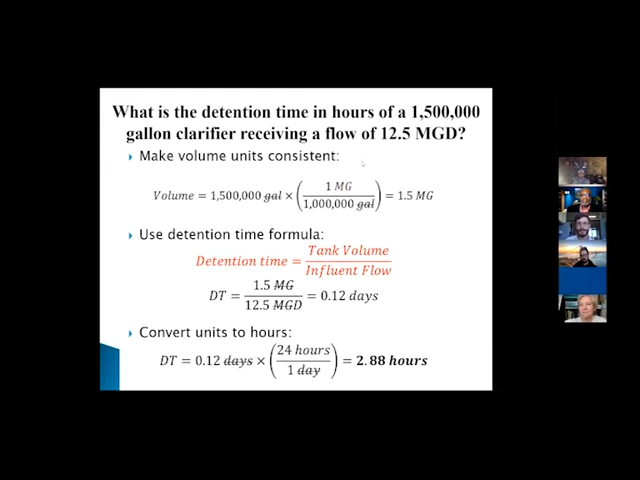 What is the detention time in hours of a 1,500,000
gallon clarifier receiving a flow of 12.5 MGD?
Make volume units consistent:
Volume = 1,500,000 gal × (1 MG / 1,000,000 gal) = 1.5 MG
Use detention time formula:
Detention time = Tank Volume / Influent Flow
DT = 1.5 MG / 12.5 MGD = 0.12 days
Convert units to hours:
DT = 0.12 days × (24 hours / 1 day) = 2.88 hours